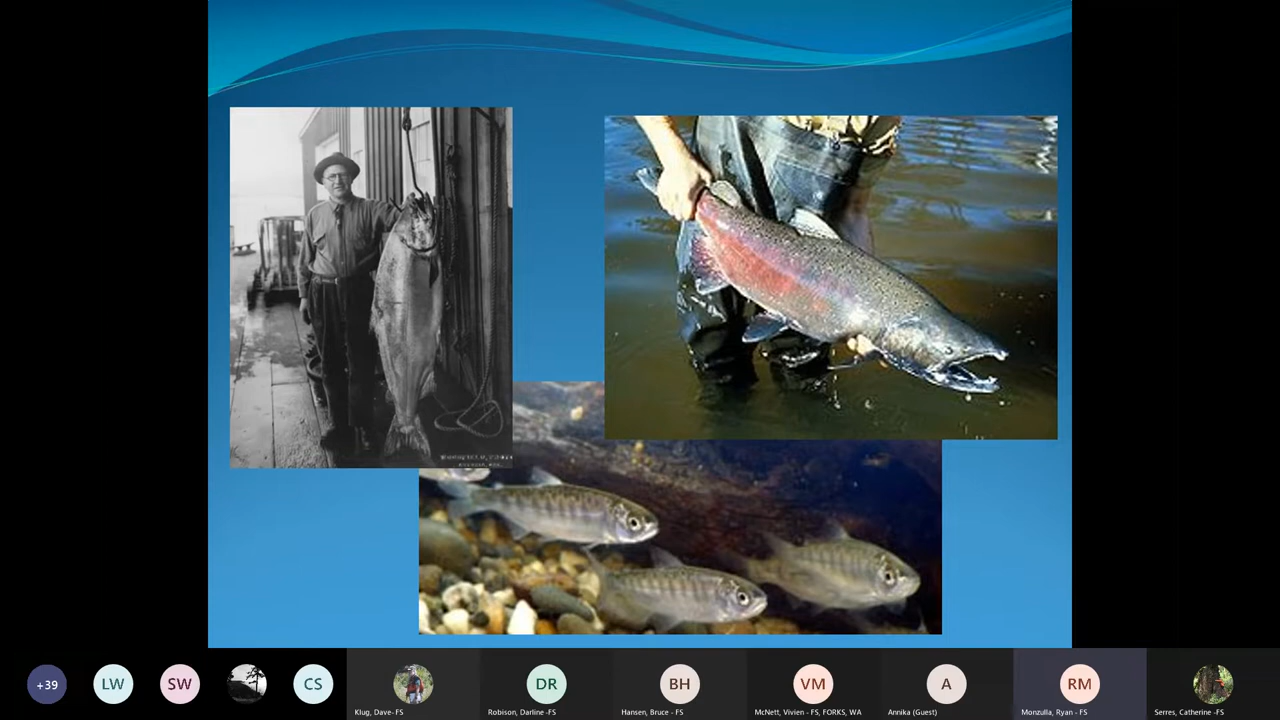 +39
LW
SW
CS
DR
BH
VM
A
RM
Klug, Dave- FS
Robison, Darline -FS
Hansen, Bruce - FS
McNett, Vivien - FS, FORKS, WA
Annika (Guest)
Monzulla, Ryan - FS
Serres, Catherine -FS